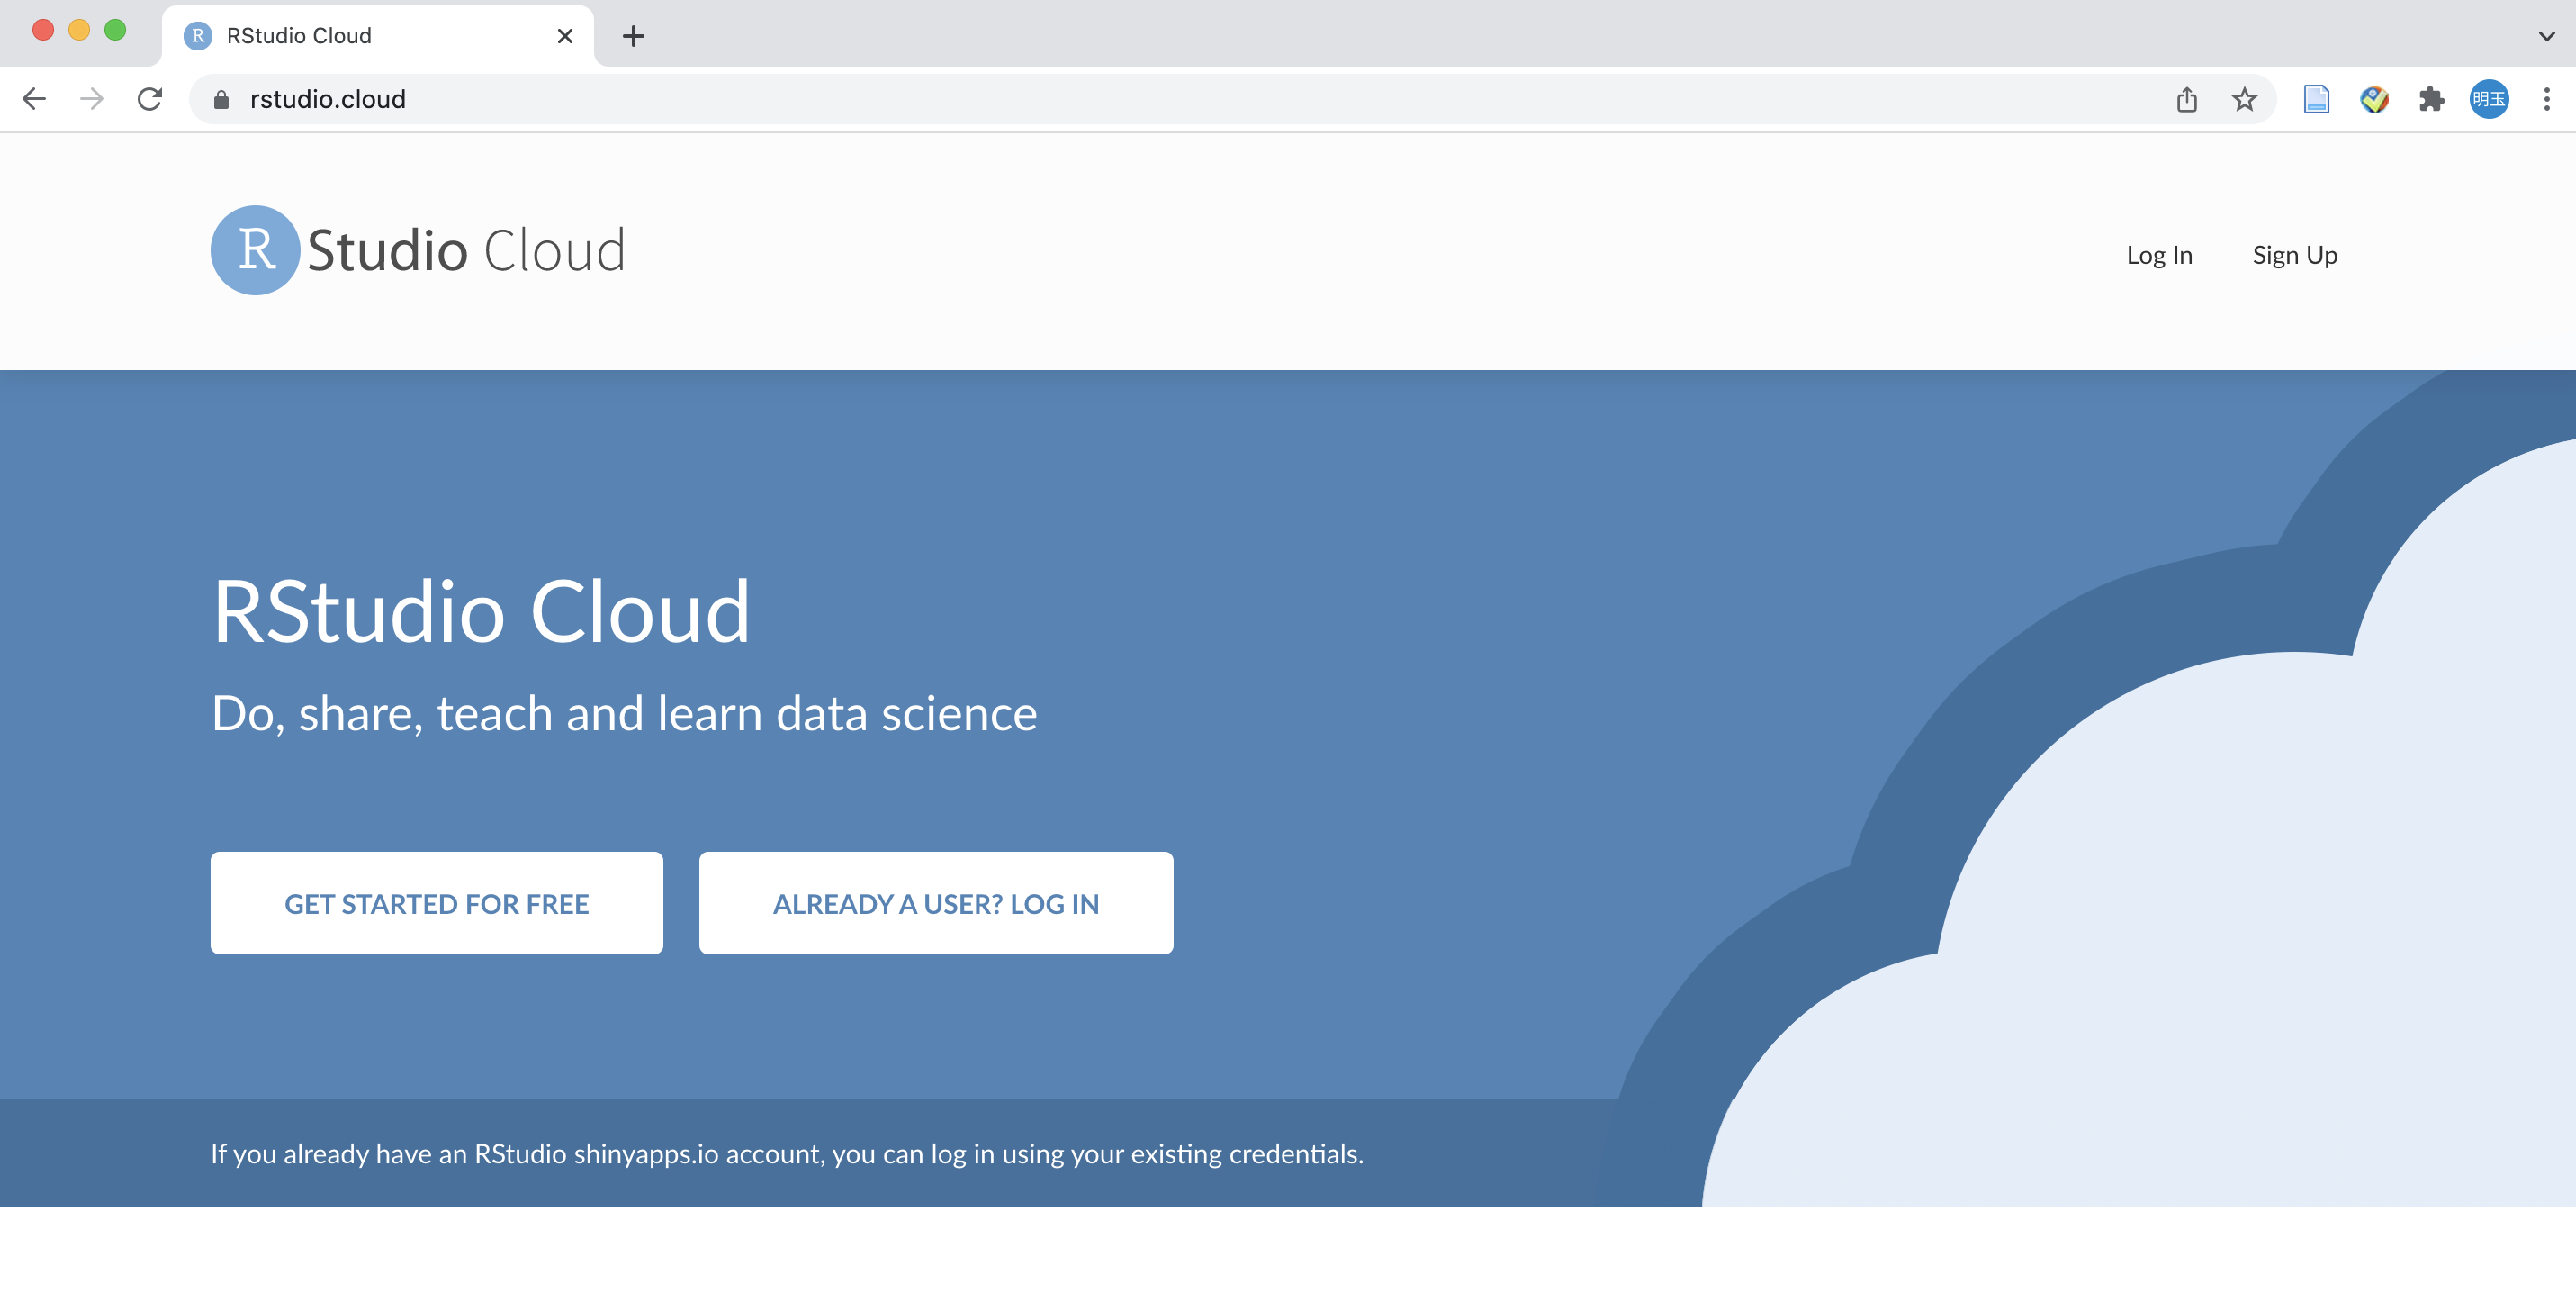 RStudio Cloud
rstudio.cloud
明玉
R Studio Cloud
Log In
Sign Up
RStudio Cloud
Do, share, teach and learn data science
GET STARTED FOR FREE
ALREADY A USER? LOG IN
If you already have an RStudio shinyapps.io account, you can log in using your existing credentials.